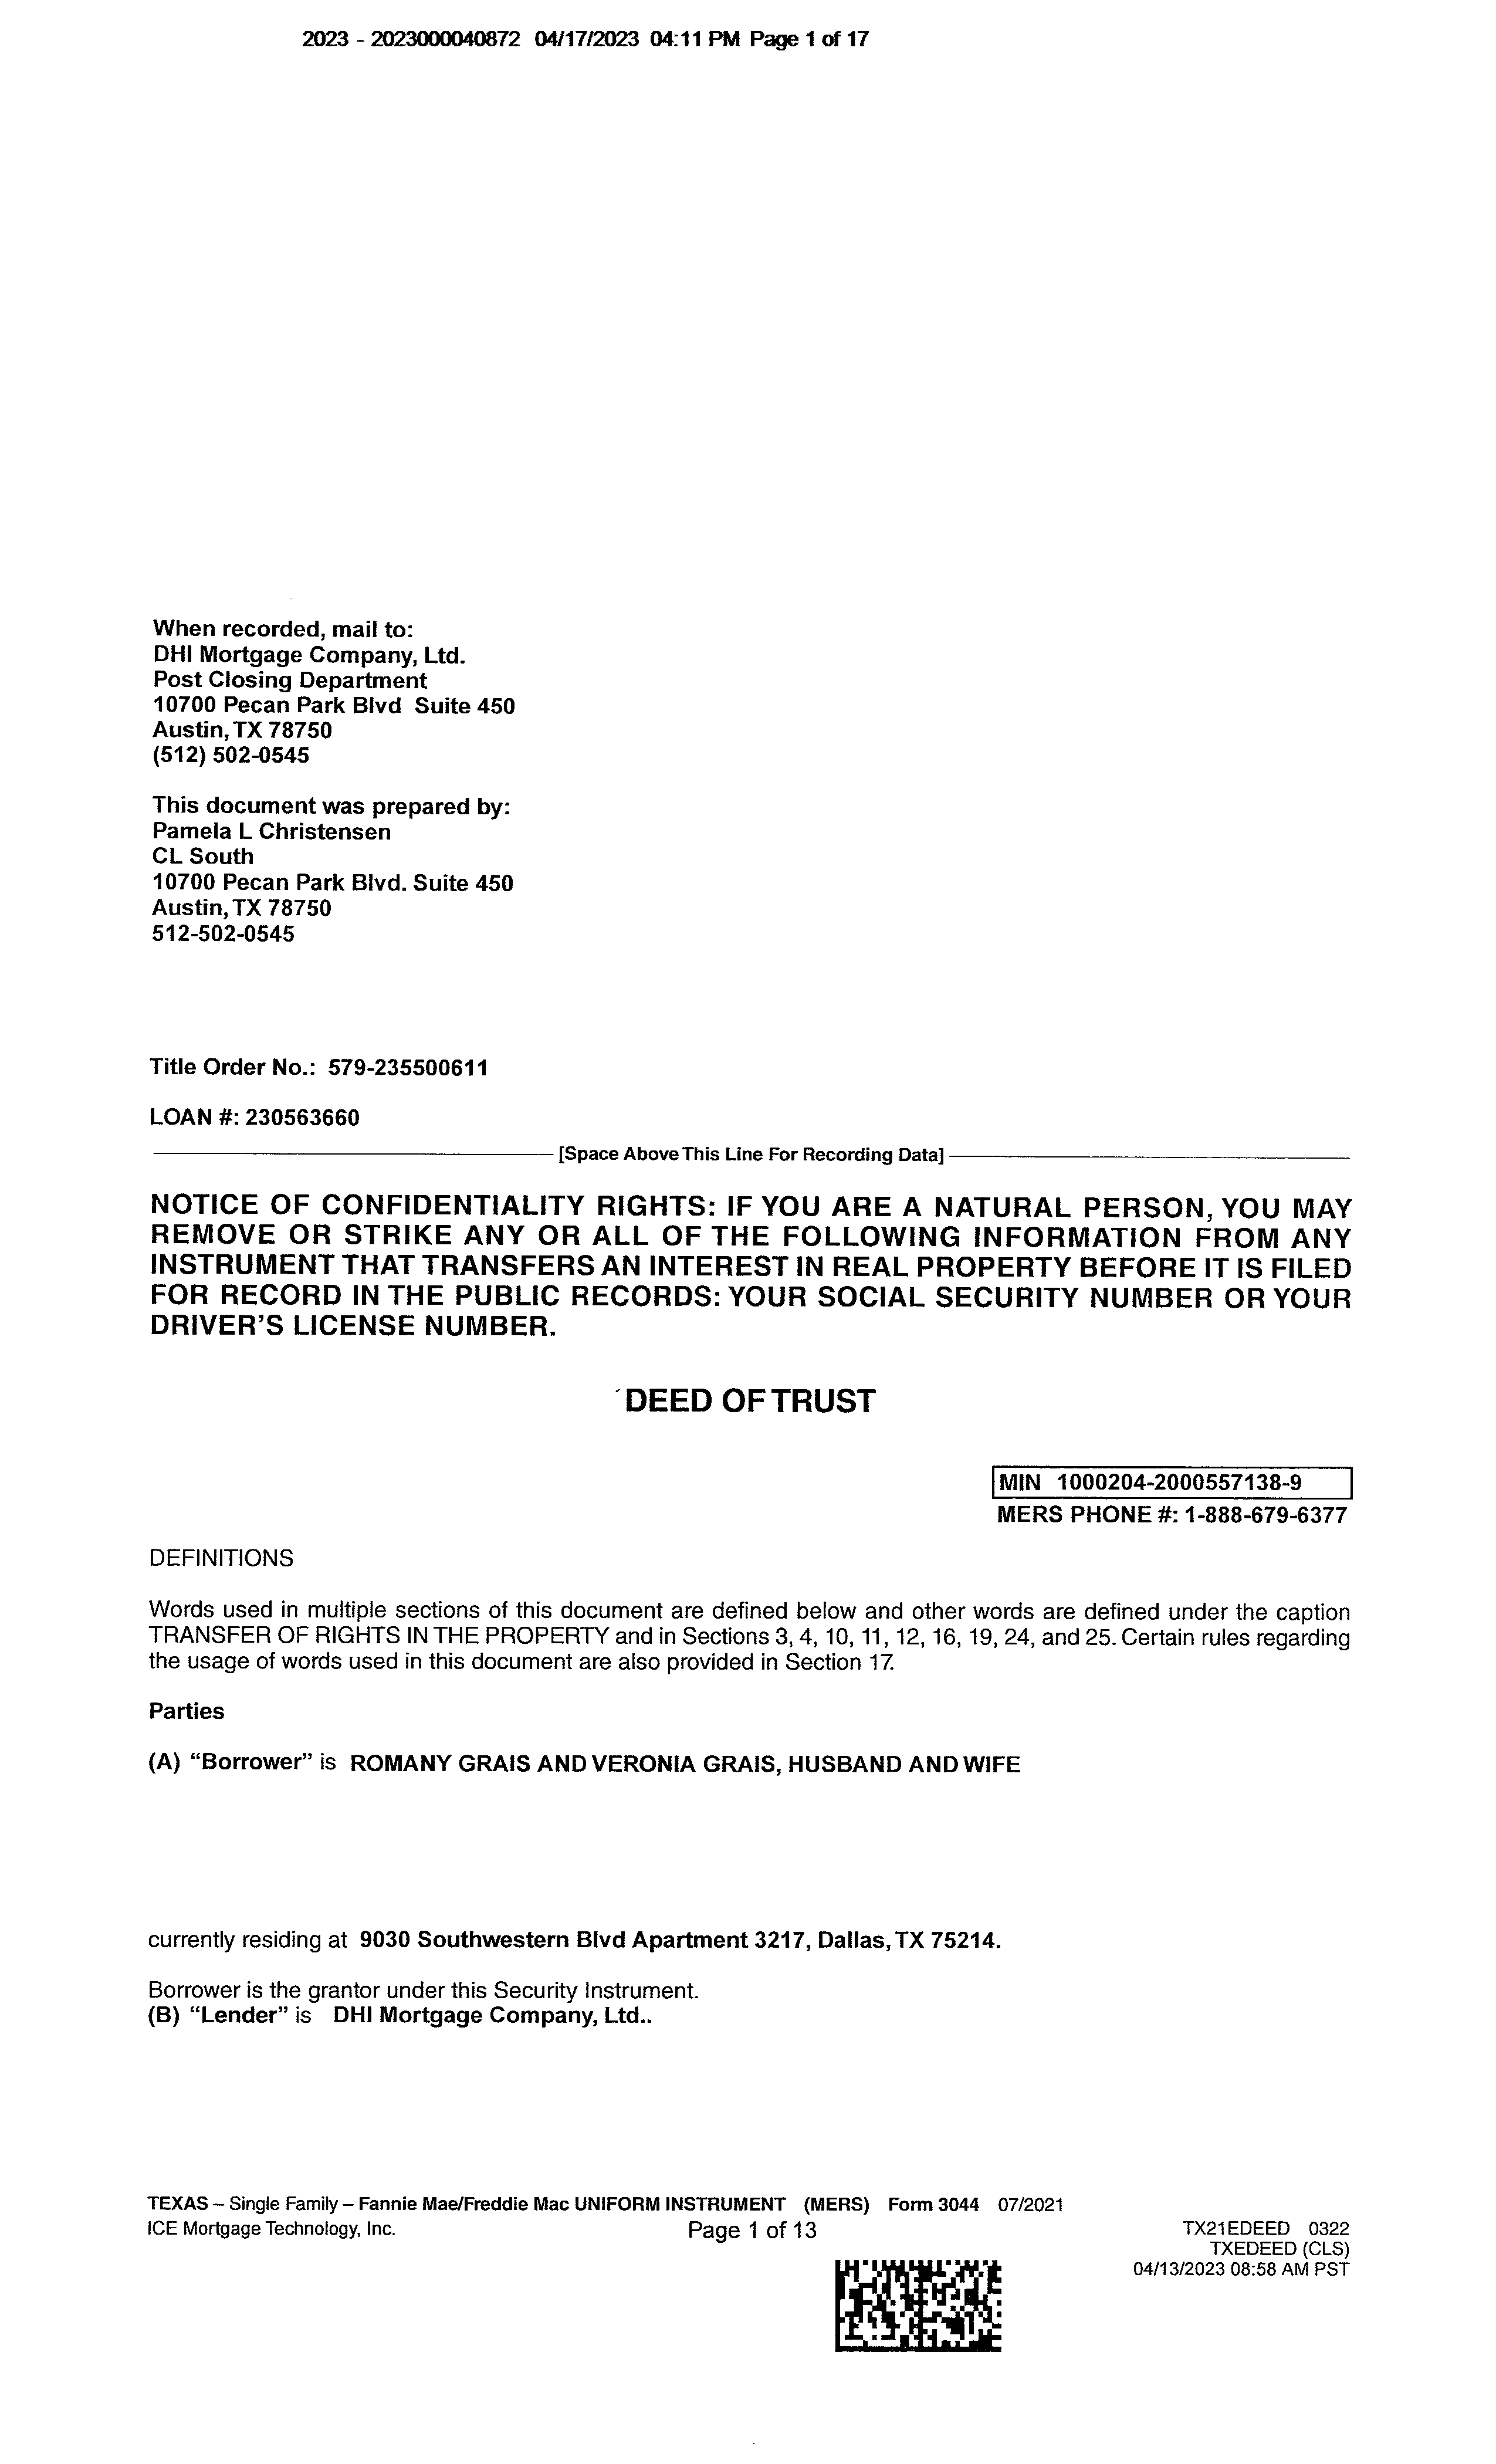 2023 - 2023000040872 04/17/2023 04:11 PM Page 1 of 17
When recorded, mail to:
DHI Mortgage Company, Ltd.
Post Closing Department
10700 Pecan Park Blvd Suite 450
Austin, TX 78750
(512) 502-0545
This document was prepared by:
Pamela L Christensen
CL South
10700 Pecan Park Blvd. Suite 450
Austin, TX 78750
512-502-0545
Title Order No.: 579-235500611
LOAN #: 230563660
[Space Above This Line For Recording Data]
NOTICE OF CONFIDENTIALITY RIGHTS: IF YOU ARE A NATURAL PERSON, YOU MAY
REMOVE OR STRIKE ANY OR ALL OF THE FOLLOWING INFORMATION FROM ANY
INSTRUMENT THAT TRANSFERS AN INTEREST IN REAL PROPERTY BEFORE IT IS FILED
FOR RECORD IN THE PUBLIC RECORDS: YOUR SOCIAL SECURITY NUMBER OR YOUR
DRIVER'S LICENSE NUMBER.
DEED OF TRUST
MIN 1000204-2000557138-9
MERS PHONE #: 1-888-679-6377
DEFINITIONS
Words used in multiple sections of this document are defined below and other words are defined under the caption
TRANSFER OF RIGHTS IN THE PROPERTY and in Sections 3, 4, 10, 11, 12, 16, 19, 24, and 25. Certain rules regarding
the usage of words used in this document are also provided in Section 17.
Parties
(A) “Borrower” is ROMANY GRAIS AND VERONIA GRAIS, HUSBAND AND WIFE
currently residing at 9030 Southwestern Blvd Apartment 3217, Dallas, TX 75214.
Borrower is the grantor under this Security Instrument.
(B) “Lender” is DHI Mortgage Company, Ltd..
TEXAS – Single Family – Fannie Mae/Freddie Mac UNIFORM INSTRUMENT (MERS) Form 3044 07/2021
ICE Mortgage Technology, Inc. Page 1 of 13 TX21EDEED 0322
TXEDEED (CLS)
04/13/2023 08:58 AM PST